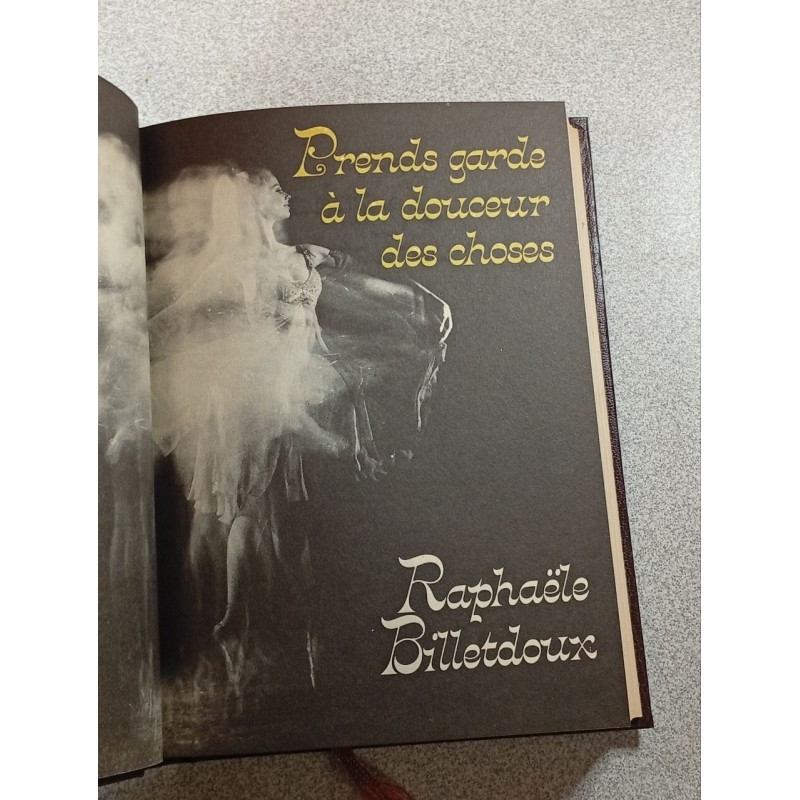 Prends garde
à la douceur
des choses
Raphaële
Billetdoux